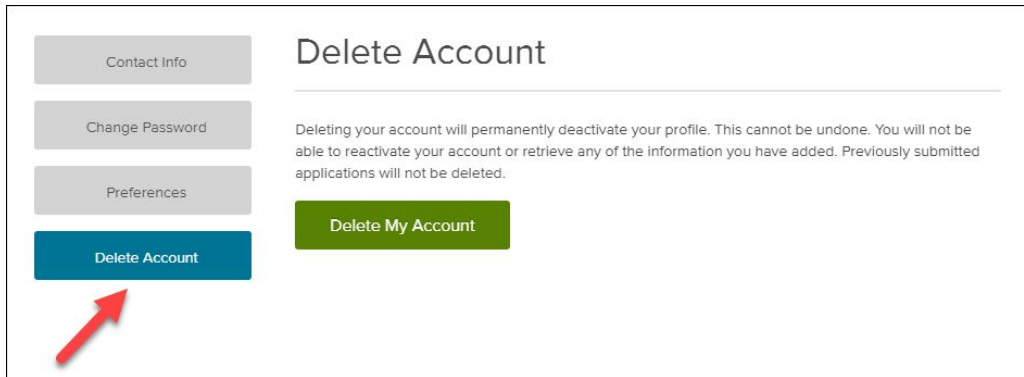 Contact Info
Change Password
Preferences
Delete Account
Delete Account
Deleting your account will permanently deactivate your profile. This cannot be undone. You will not be
able to reactivate your account or retrieve any of the information you have added. Previously submitted
applications will not be deleted.
Delete My Account